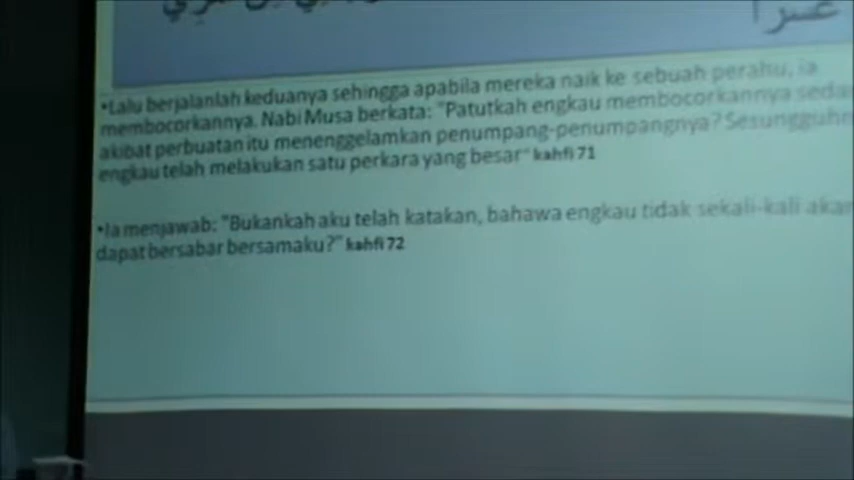 •Lalu berjalanlah keduanya sehingga apabila mereka naik ke sebuah perahu, ia
membocorkannya. Nabi Musa berkata: "Patutkah engkau membocorkannya
akibat perbuatan itu menenggelamkan penumpang-penumpangnya?
engkau telah melakukan satu perkara yang besar" kahfi 71
•Ia menjawab: "Bukankah aku telah katakan, bahawa engkau tidak sekali-kali akan
dapat bersabar bersamaku?" kahfi 72